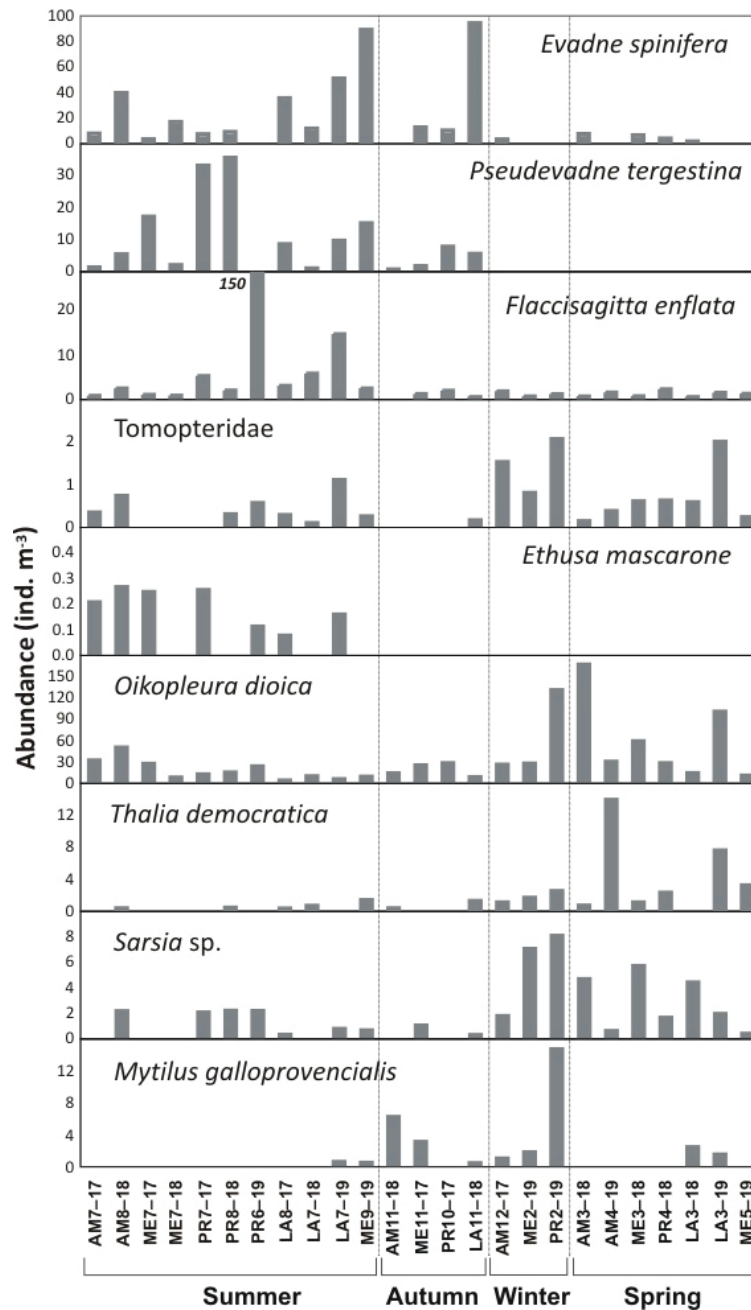 100
80
60
40
20
0
Evadne spinifera
30
20
10
0
Pseudevadne tergestina
150
20
10
0
Flaccisagitta enflata
Tomopteridae
2
1
0
Ethusa mascarone
0.4
0.3
0.2
0.1
0.0
Oikopleura dioica
150
120
90
60
30
0
Thalia democratica
12
8
4
0
Sarsia sp.
8
6
4
2
0
Mytilus galloprovencialis
12
8
4
0
Abundance (ind. m-3)
AM7–17
AM8–18
ME7–17
ME7–18
PR7–17
PR8–18
PR6–19
LA8–17
LA7–18
LA7–19
ME9–19
AM11–18
ME11–17
PR10–17
LA11–18
AM12–17
ME2–19
PR2–19
AM3–18
AM4–19
ME3–18
PR4–18
LA3–18
LA3–19
ME5–19
Summer Autumn Winter Spring